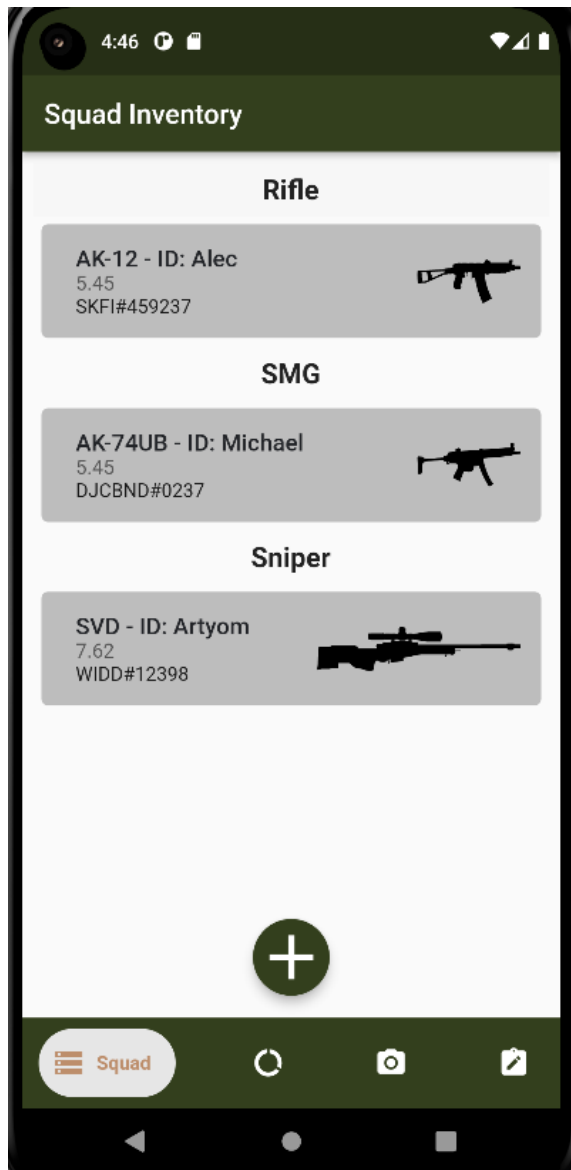 4:46
Squad Inventory
Rifle
AK-12 - ID: Alec
5.45
SKFI#459237
SMG
AK-74UB - ID: Michael
5.45
DJCBND#0237
Sniper
SVD - ID: Artyom
7.62
WIDD#12398
Squad